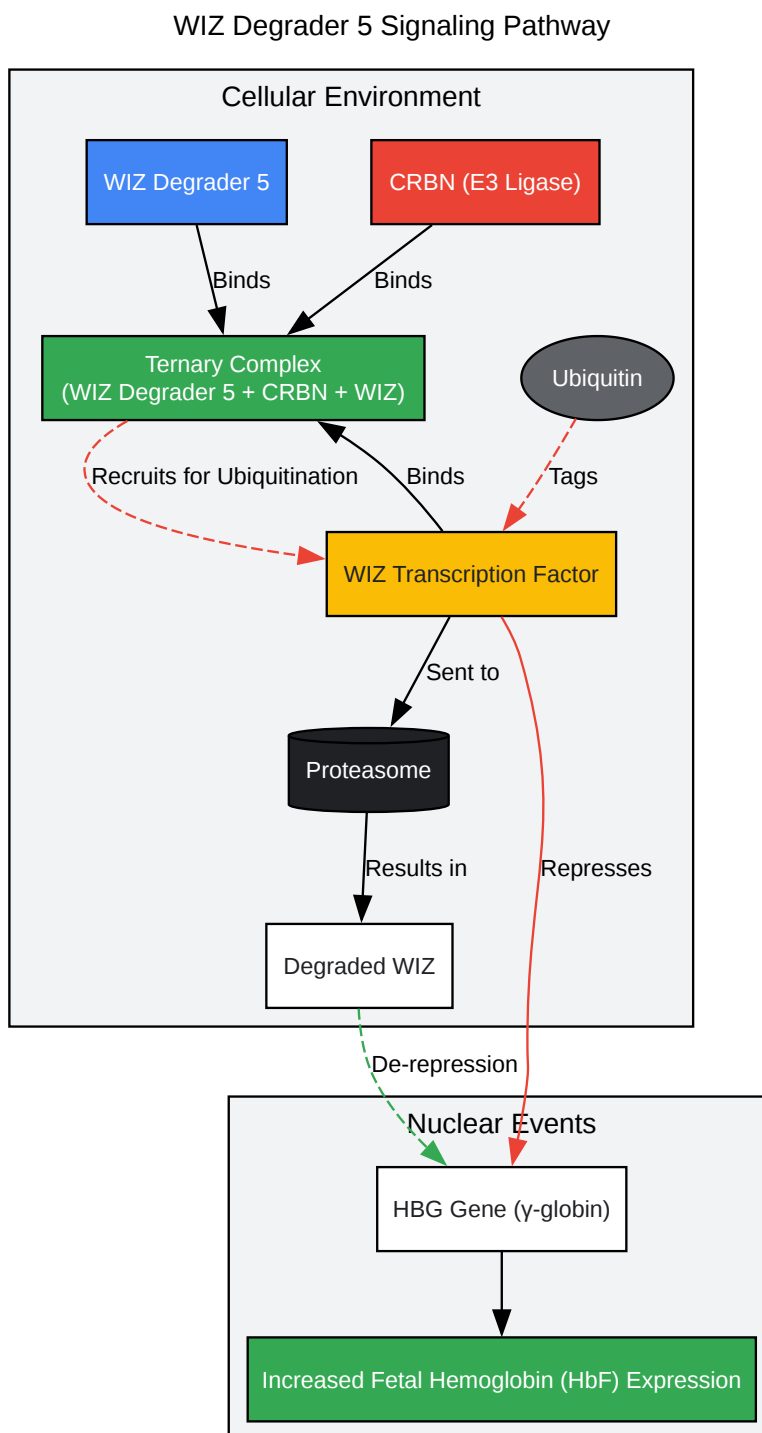 WIZ Degrader 5 Signaling Pathway
Cellular Environment
WIZ Degrader 5
CRBN (E3 Ligase)
Binds
Binds
Ternary Complex
(WIZ Degrader 5 + CRBN + WIZ)
Ubiquitin
Recruits for Ubiquitination
Binds
Tags
WIZ Transcription Factor
Sent to
Proteasome
Results in
Represses
Degraded WIZ
De-repression
Nuclear Events
HBG Gene (γ-globin)
Increased Fetal Hemoglobin (HbF) Expression